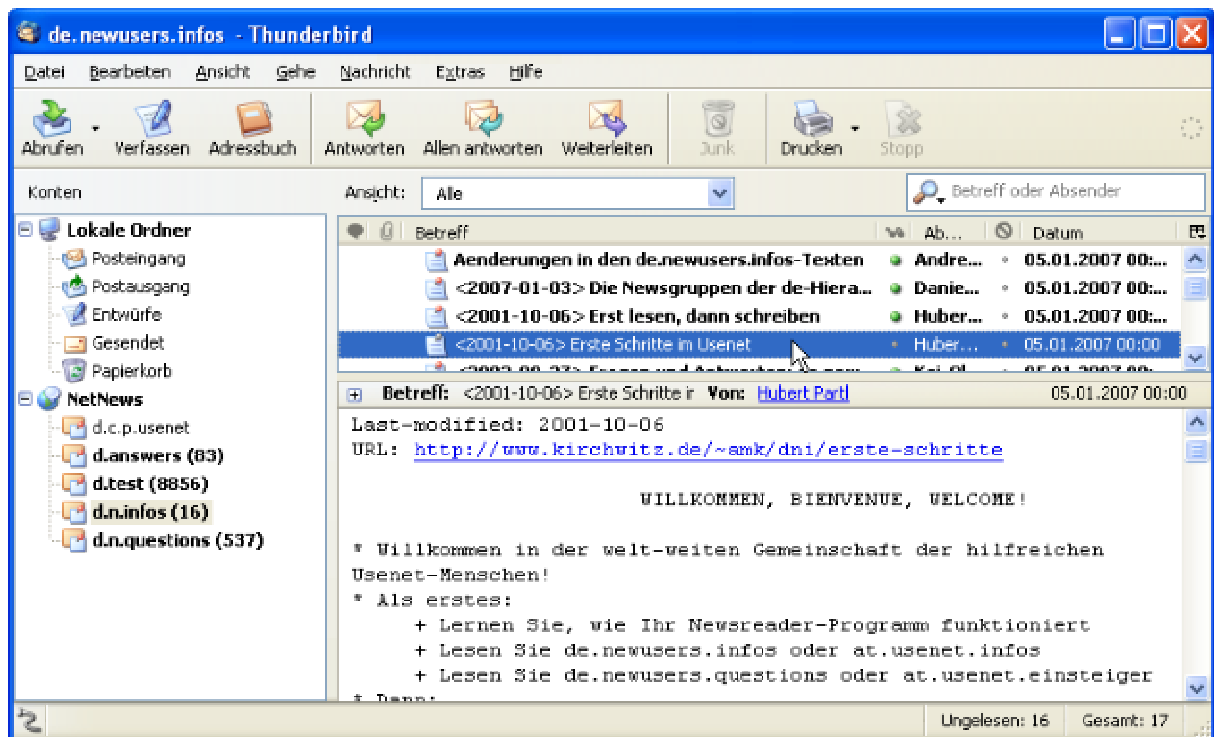 de.newusers.infos - Thunderbird
Datei Bearbeiten Ansicht Gehe Nachricht Extras Hilfe
Abrufen Verfassen Adressbuch Antworten Allen antworten Weiterleiten Junk Drucken Stopp
Konten
Ansicht: Alle
Betreff oder Absender
Lokale Ordner
Posteingang
Postausgang
Entwürfe
Gesendet
Papierkorb
NetNews
d.c.p.usenet
d.answers (83)
d.test (8856)
d.n.infos (16)
d.n.questions (537)
Betreff Ab... Datum
Aenderungen in den de.newusers.infos-Texten Andre... 05.01.2007 00:...
<2007-01-03> Die Newsgruppen der de-Hiera... Danie... 05.01.2007 00:...
<2001-10-06> Erst lesen, dann schreiben Huber... 05.01.2007 00:...
<2001-10-06> Erste Schritte im Usenet Huber... 05.01.2007 00:00
Betreff: <2001-10-06> Erste Schritte ir Von: Hubert Partl 05.01.2007 00:00
Last-modified: 2001-10-06
URL: http://www.kirchwitz.de/~amk/dni/erste-schritte
WILLKOMMEN, BIENVENUE, WELCOME!
* Willkommen in der welt-weiten Gemeinschaft der hilfreichen
Usenet-Menschen!
* Als erstes:
+ Lernen Sie, wie Ihr Newsreader-Programm funktioniert
+ Lesen Sie de.newusers.infos oder at.usenet.infos
+ Lesen Sie de.newusers.questions oder at.usenet.einsteiger
* Dann:
Ungelesen: 16 Gesamt: 17